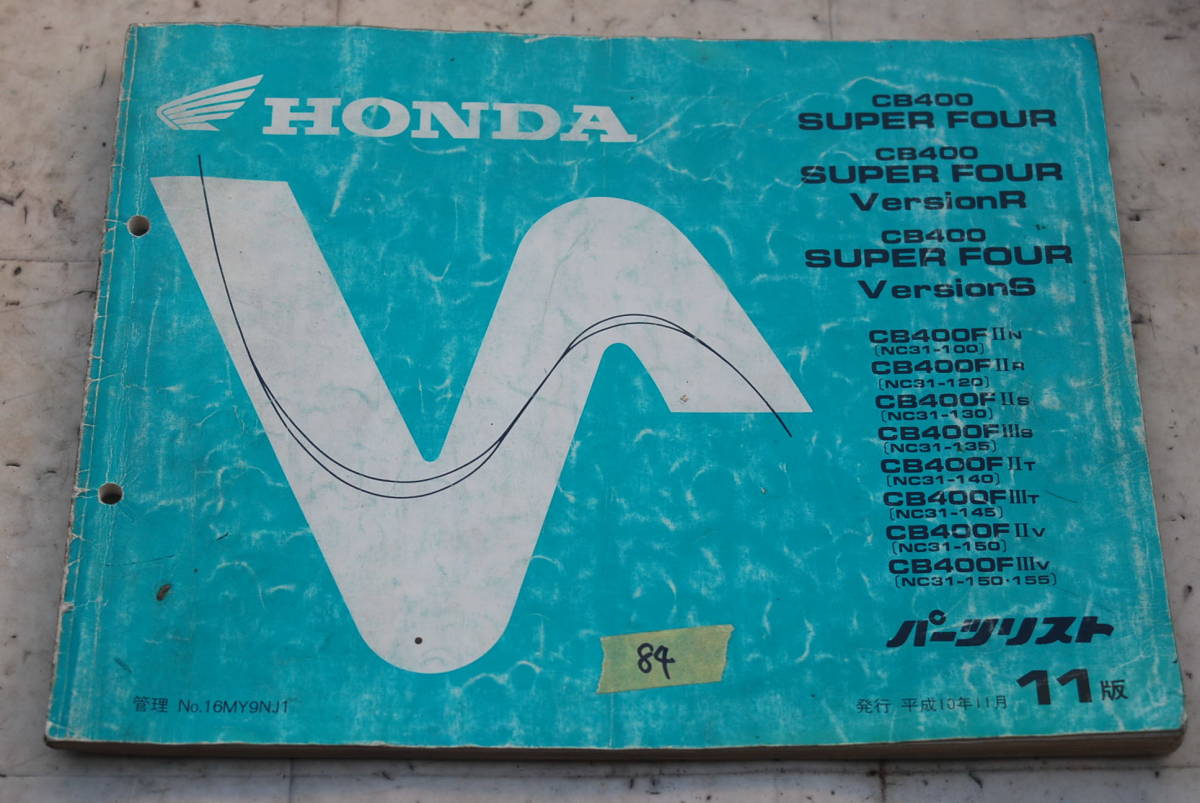 HONDA
CB400
SUPER FOUR
CB400
SUPER FOUR
VersionR
CB400
SUPER FOUR
VersionS
CB400FⅡN
(NC31-100)
CB400FⅡR
(NC31-120)
CB400FⅡS
(NC31-130)
CB400FⅢS
(NC31-135)
CB400FⅡT
(NC31-140)
CB400FⅢT
(NC31-145)
CB400FⅡV
(NC31-150)
CB400FⅢV
(NC31-150・155)
パーツリスト
84
管理 No.16MY9NJ1
発行 平成10年11月 11版